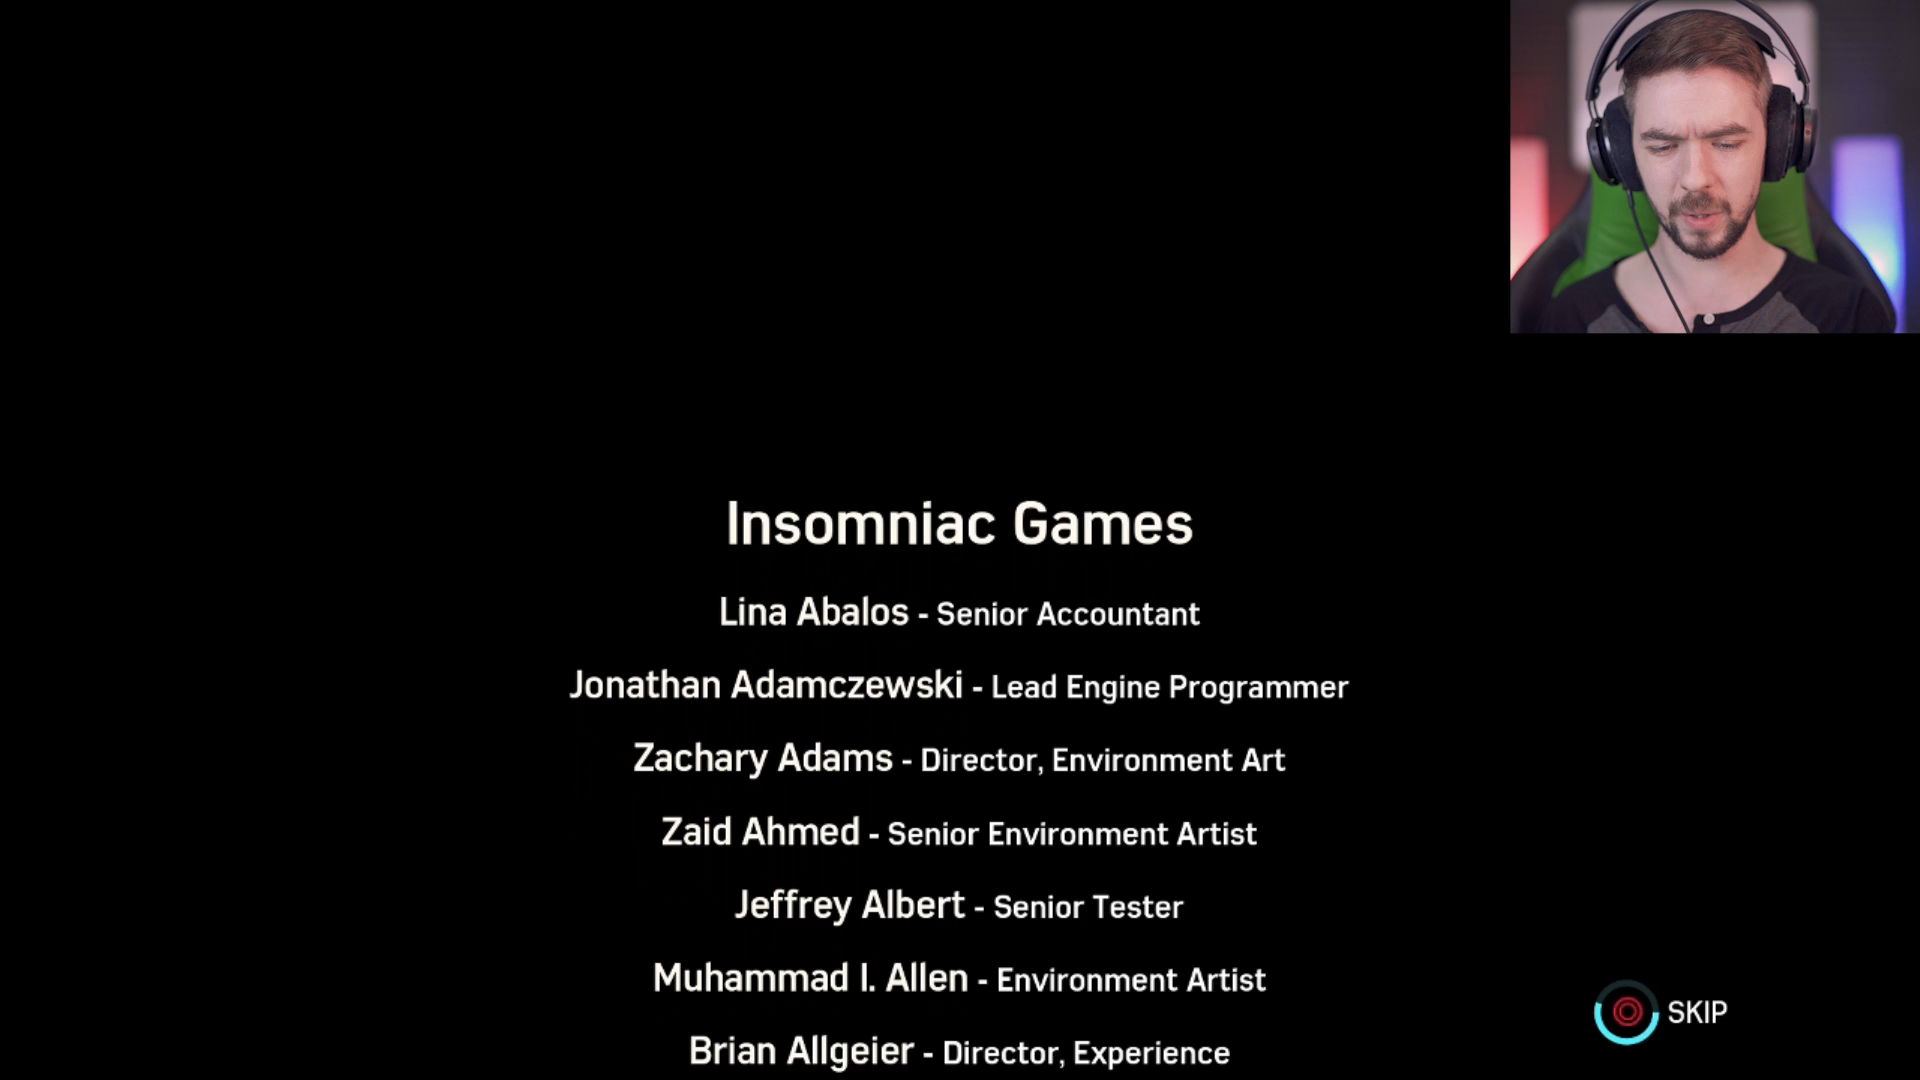 Insomniac Games
Lina Abalos - Senior Accountant
Jonathan Adamczewski - Lead Engine Programmer
Zachary Adams - Director, Environment Art
Zaid Ahmed - Senior Environment Artist
Jeffrey Albert - Senior Tester
Muhammad I. Allen - Environment Artist
Brian Allgeier - Director, Experience
SKIP